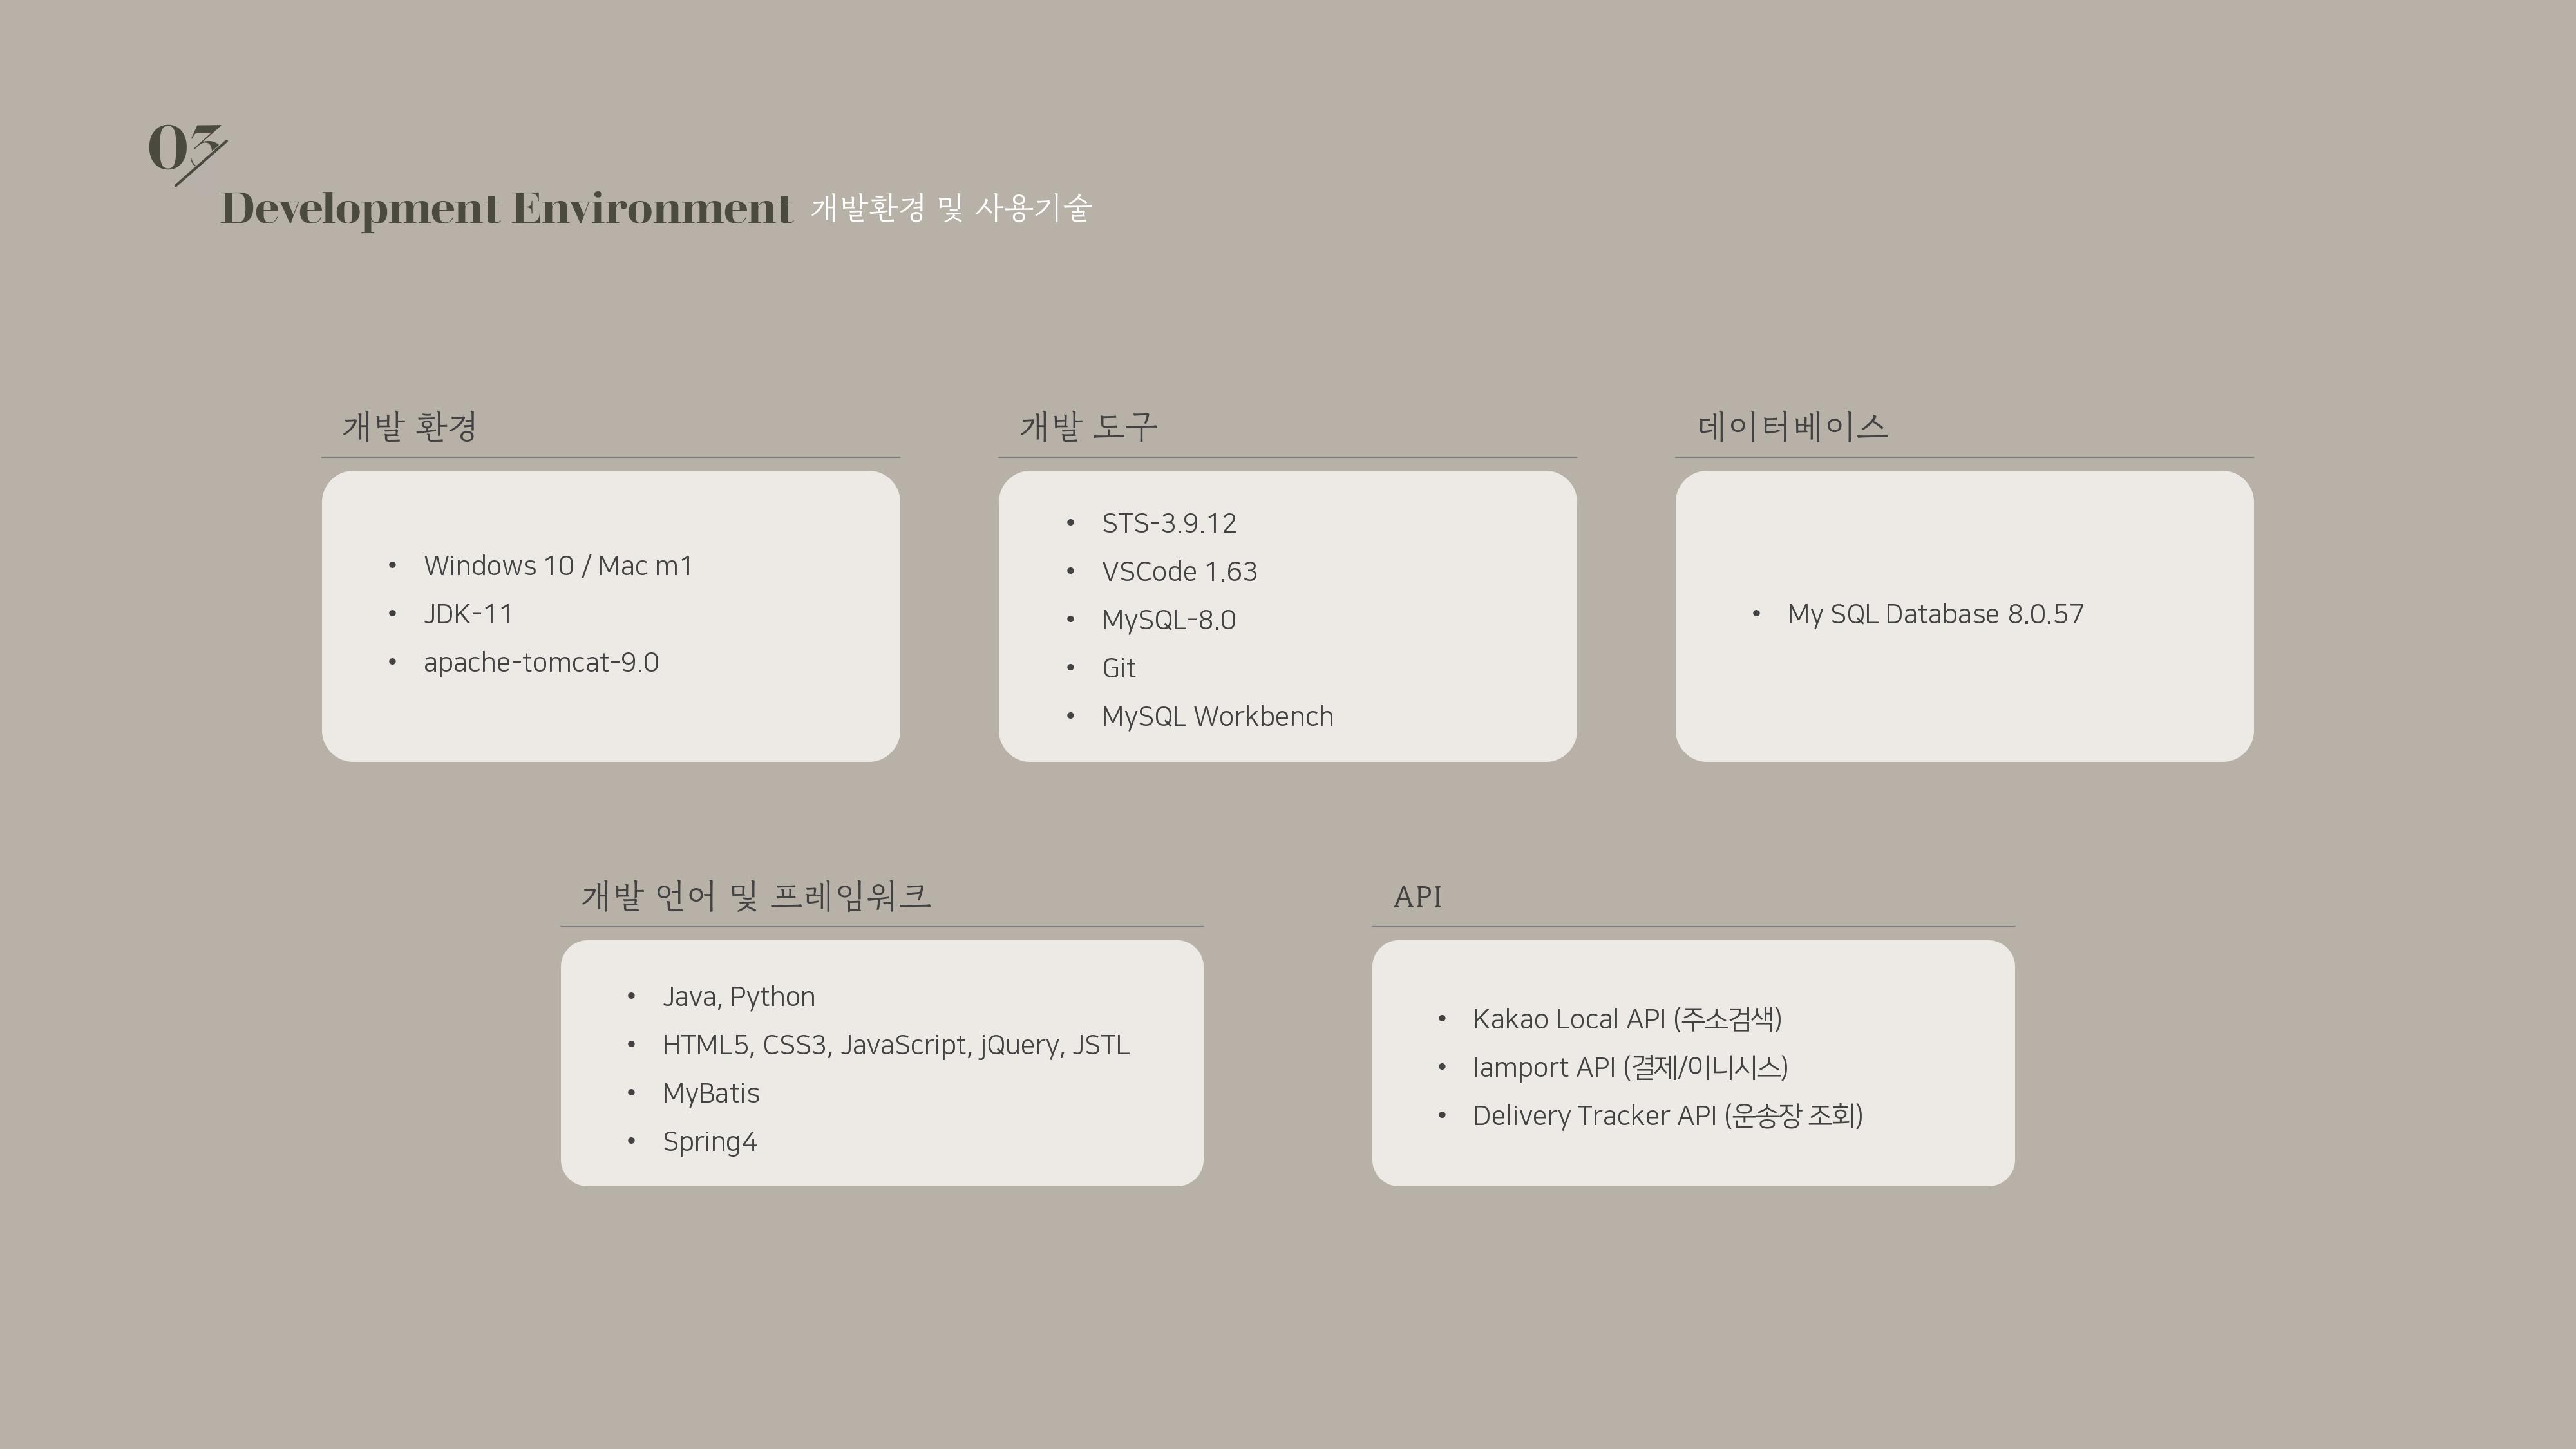 03
Development Environment 개발환경 및 사용기술
개발 환경
• Windows 10 / Mac m1
• JDK-11
• apache-tomcat-9.0
개발 도구
• STS-3.9.12
• VSCode 1.63
• MySQL-8.0
• Git
• MySQL Workbench
데이터베이스
• My SQL Database 8.0.57
개발 언어 및 프레임워크
• Java, Python
• HTML5, CSS3, JavaScript, jQuery, JSTL
• MyBatis
• Spring4
API
• Kakao Local API (주소검색)
• Iamport API (결제/이니시스)
• Delivery Tracker API (운송장 조회)